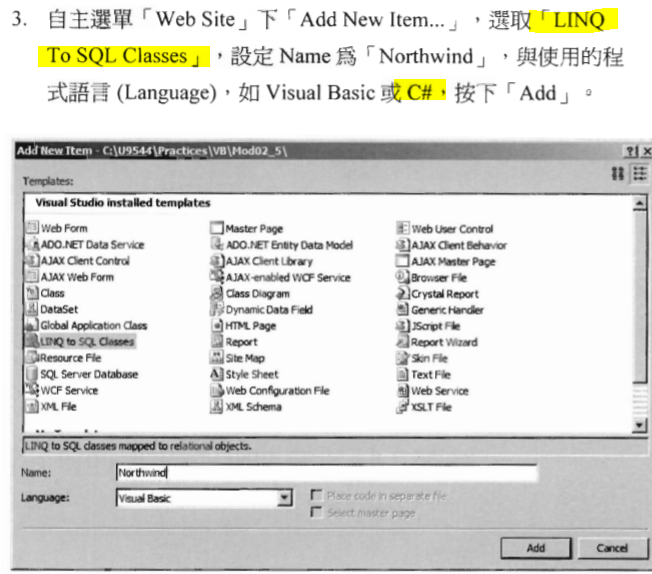 3. 自主選單「Web Site」下「Add New Item...」，選取「LINQ
To SQL Classes」，設定 Name 為「Northwind」，與使用的程
式語言 (Language)，如 Visual Basic 或 C#，按下「Add」。
Add New Item - C:\U9544\Practices\VB\Mod02_5\
Templates:
Visual Studio installed templates
Web Form Master Page Web User Control
ADO.NET Data Service ADO.NET Entity Data Model AJAX Client Behavior
AJAX Client Control AJAX Client Library AJAX Master Page
AJAX Web Form AJAX-enabled WCF Service Browser File
Class Class Diagram Crystal Report
DataSet Dynamic Data Field Generic Handler
Global Application Class HTML Page JScript File
LINQ to SQL Classes Report Report Wizard
Resource File Site Map Skin File
SQL Server Database Style Sheet Text File
WCF Service Web Configuration File Web Service
XML File XML Schema XSLT File
LINQ to SQL classes mapped to relational objects.
Name: Northwind
Language: Visual Basic Place code in separate file
Select master page
Add Cancel